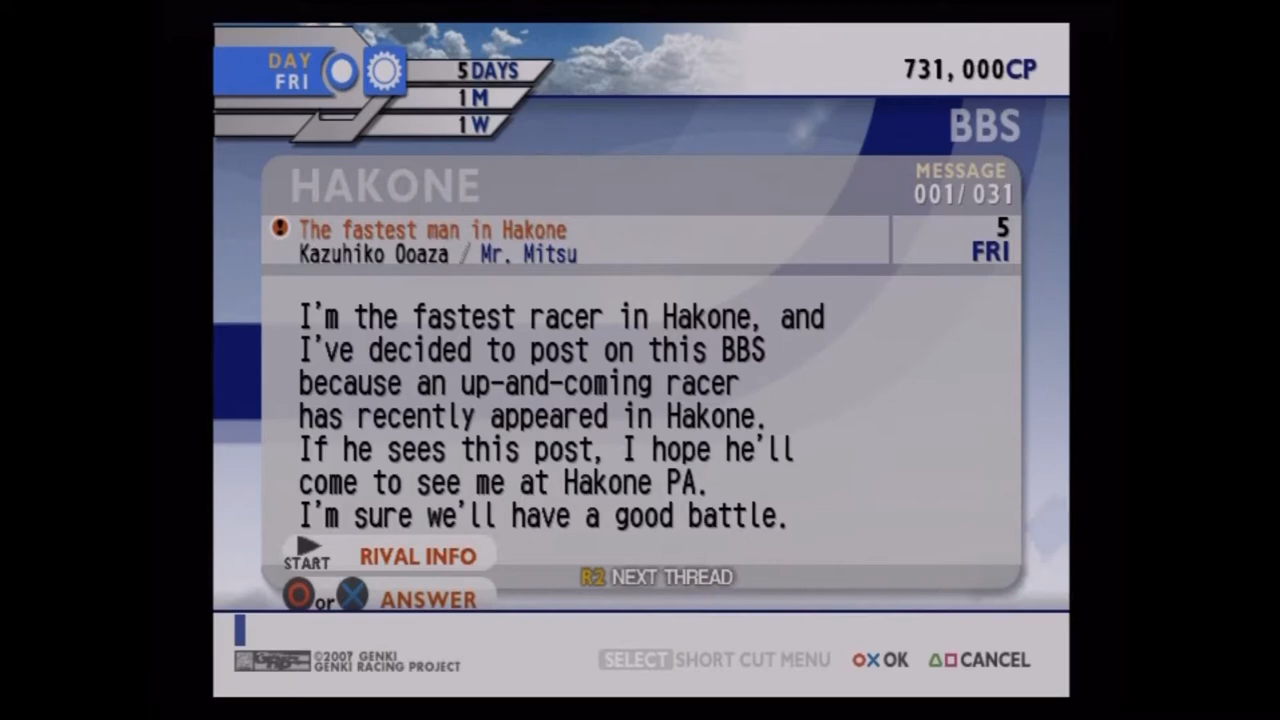 DAY
FRI
5 DAYS
1 M
1 W
731,000CP
BBS
HAKONE
MESSAGE
001/031
The fastest man in Hakone
Kazuhiko Ooaza / Mr. Mitsu
5
FRI
I'm the fastest racer in Hakone, and
I've decided to post on this BBS
because an up-and-coming racer
has recently appeared in Hakone.
If he sees this post, I hope he'll
come to see me at Hakone PA.
I'm sure we'll have a good battle.
START RIVAL INFO
or ANSWER
R2 NEXT THREAD
©2007 GENKI
GENKI RACING PROJECT
SELECT SHORT CUT MENU
OK
CANCEL